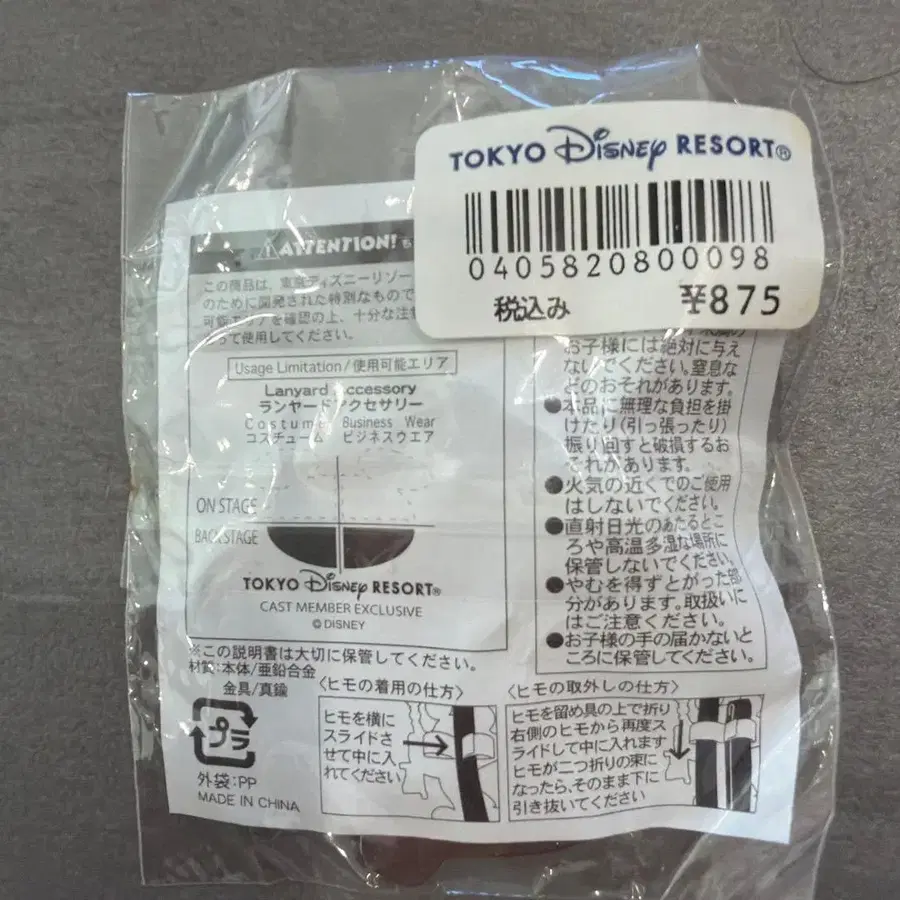 TOKYO Disney RESORT®
0405820800098
税込み ¥875
⚠ATTENTION!
この商品は、東京ディズニーリゾー
のために開発された特別なもので
可能エリアを確認の上、十分な注意
って使用してください。
Usage Limitation/使用可能エリア
Lanyard Accessory
ランヤードアクセサリー
Costume Business Wear
コスチューム ビジネスウエア
ON STAGE
BACKSTAGE
TOKYO Disney RESORT®
CAST MEMBER EXCLUSIVE
©DISNEY
お子様には絶対に与え
ないでください。窒息な
どのおそれがあります。
●本品に無理な負担を掛
けたり(引っ張ったり)
振り回すと破損するお
それがあります。
●火気の近くでのご使用
はしないでください。
●直射日光のあたるとこ
ろや高温多湿な場所に
保管しないでください。
●やむを得ずとがった部
分があります。取扱いに
はご注意ください。
●お子様の手の届かないと
ころに保管してください。
※この説明書は大切に保管してください。
材質:本体/亜鉛合金
金具/真鍮
プラ
外袋:PP
MADE IN CHINA
〈ヒモの着用の仕方〉
ヒモを横に
スライドさ
せて中に入
れてください
〈ヒモの取外しの仕方〉
ヒモを留め具の上で折り
右側のヒモから再度ス
ライドして中に入れます
ヒモが二つ折りの束に
なったら、そのまま下に
引き抜いてください